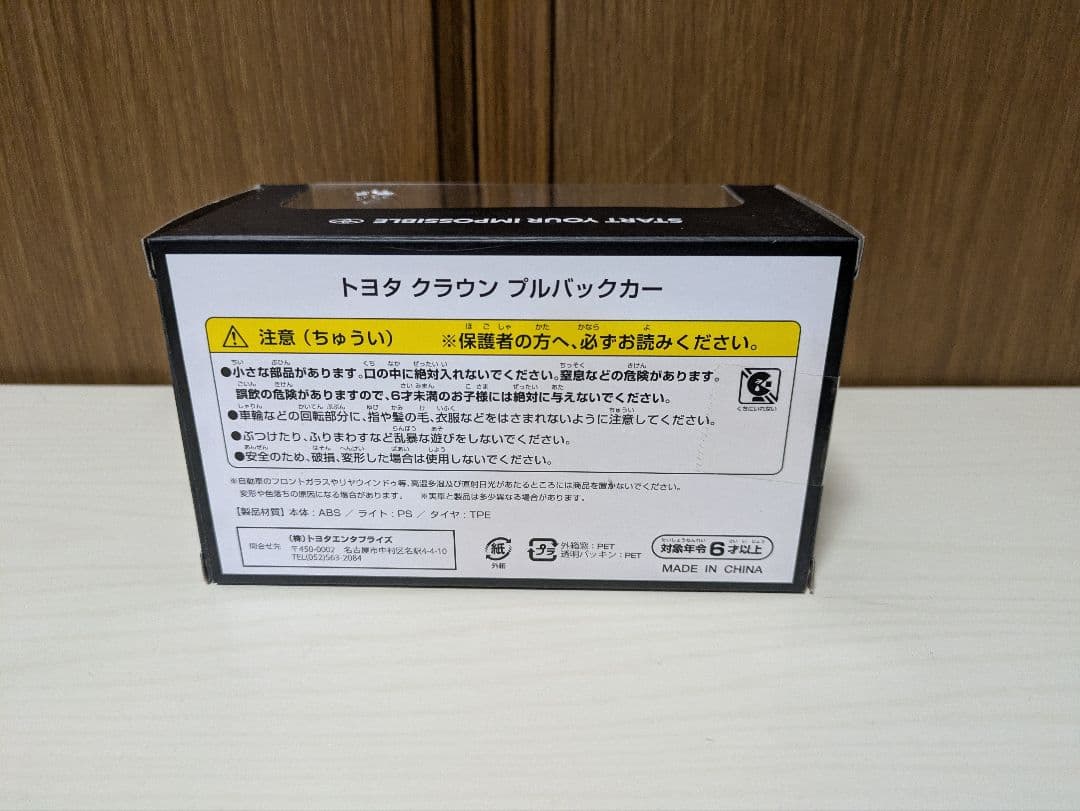 START YOUR IMPOSSIBLE
トヨタ クラウン プルバックカー
注意（ちゅうい） ※保護者の方へ、必ずお読みください。
●小さな部品があります。口の中に絶対入れないでください。窒息などの危険があります。
誤飲の危険がありますので、6才未満のお子様には絶対に与えないでください。
●車輪などの回転部分に、指や髪の毛、衣服などをはさまれないように注意してください。
●ぶつけたり、ふりまわすなど乱暴な遊びをしないでください。
●安全のため、破損、変形した場合は使用しないでください。
くちにいれない
※自動車のフロントガラスやリヤウインドゥ等、高温多湿及び直射日光があたるところには商品を置かないでください。
変形や色落ちの原因になる場合があります。 ※実車と製品は多少異なる場合があります。
【製品材質】本体：ABS ／ ライト：PS ／ タイヤ：TPE
問合せ先
（株）トヨタエンタプライズ
〒450-0002 名古屋市中村区名駅4-4-10
TEL(052)563-2084
紙
外紙
プラ
外箱窓：PET
透明パッキン：PET
対象年令6才以上
MADE IN CHINA